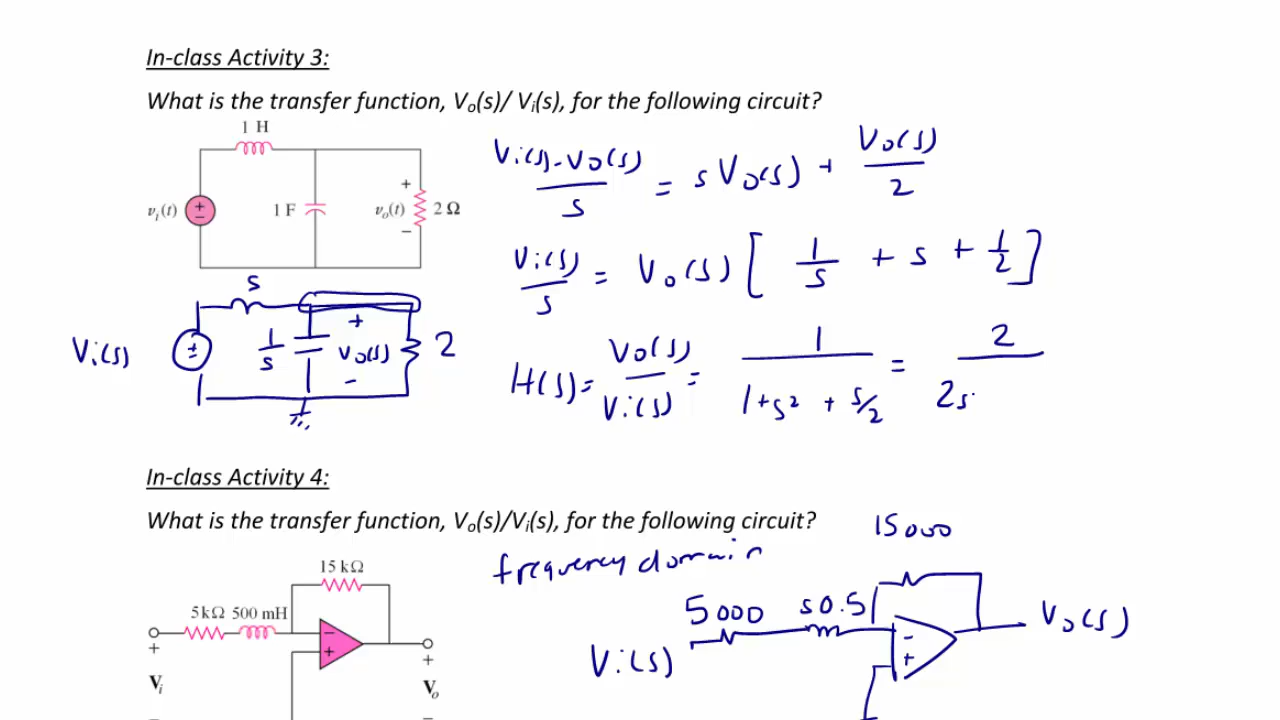 In-class Activity 3:
What is the transfer function, Vo(s)/ Vi(s), for the following circuit?
1 H
vi(t)
+
−
1 F
+
vo(t)
−
2 Ω
Vi(s)-Vo(s)/s = sVo(s) + Vo(s)/2
Vi(s)/s = Vo(s) [ 1/s + s + 1/2 ]
s
Vi(s)
±
1/s
+
Vo(s)
−
2
H(s) = Vo(s)/Vi(s) = 1/(1+s² + s/2) = 2/2s
In-class Activity 4:
What is the transfer function, Vo(s)/Vi(s), for the following circuit?
15000
frequency domain
15 kΩ
5 kΩ 500 mH
−
+
+
Vi
−
+
Vo
−
5000
s0.5
Vi(s)
-
+
Vo(s)